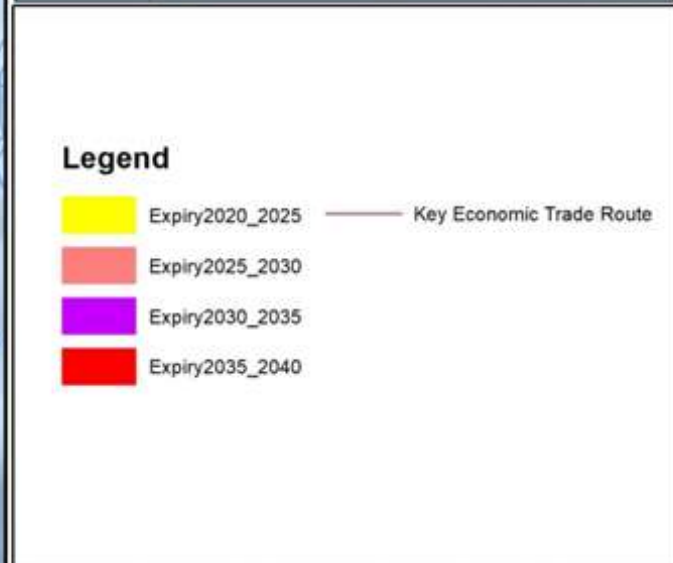 Legend
Expiry2020_2025
Key Economic Trade Route
Expiry2025_2030
Expiry2030_2035
Expiry2035_2040